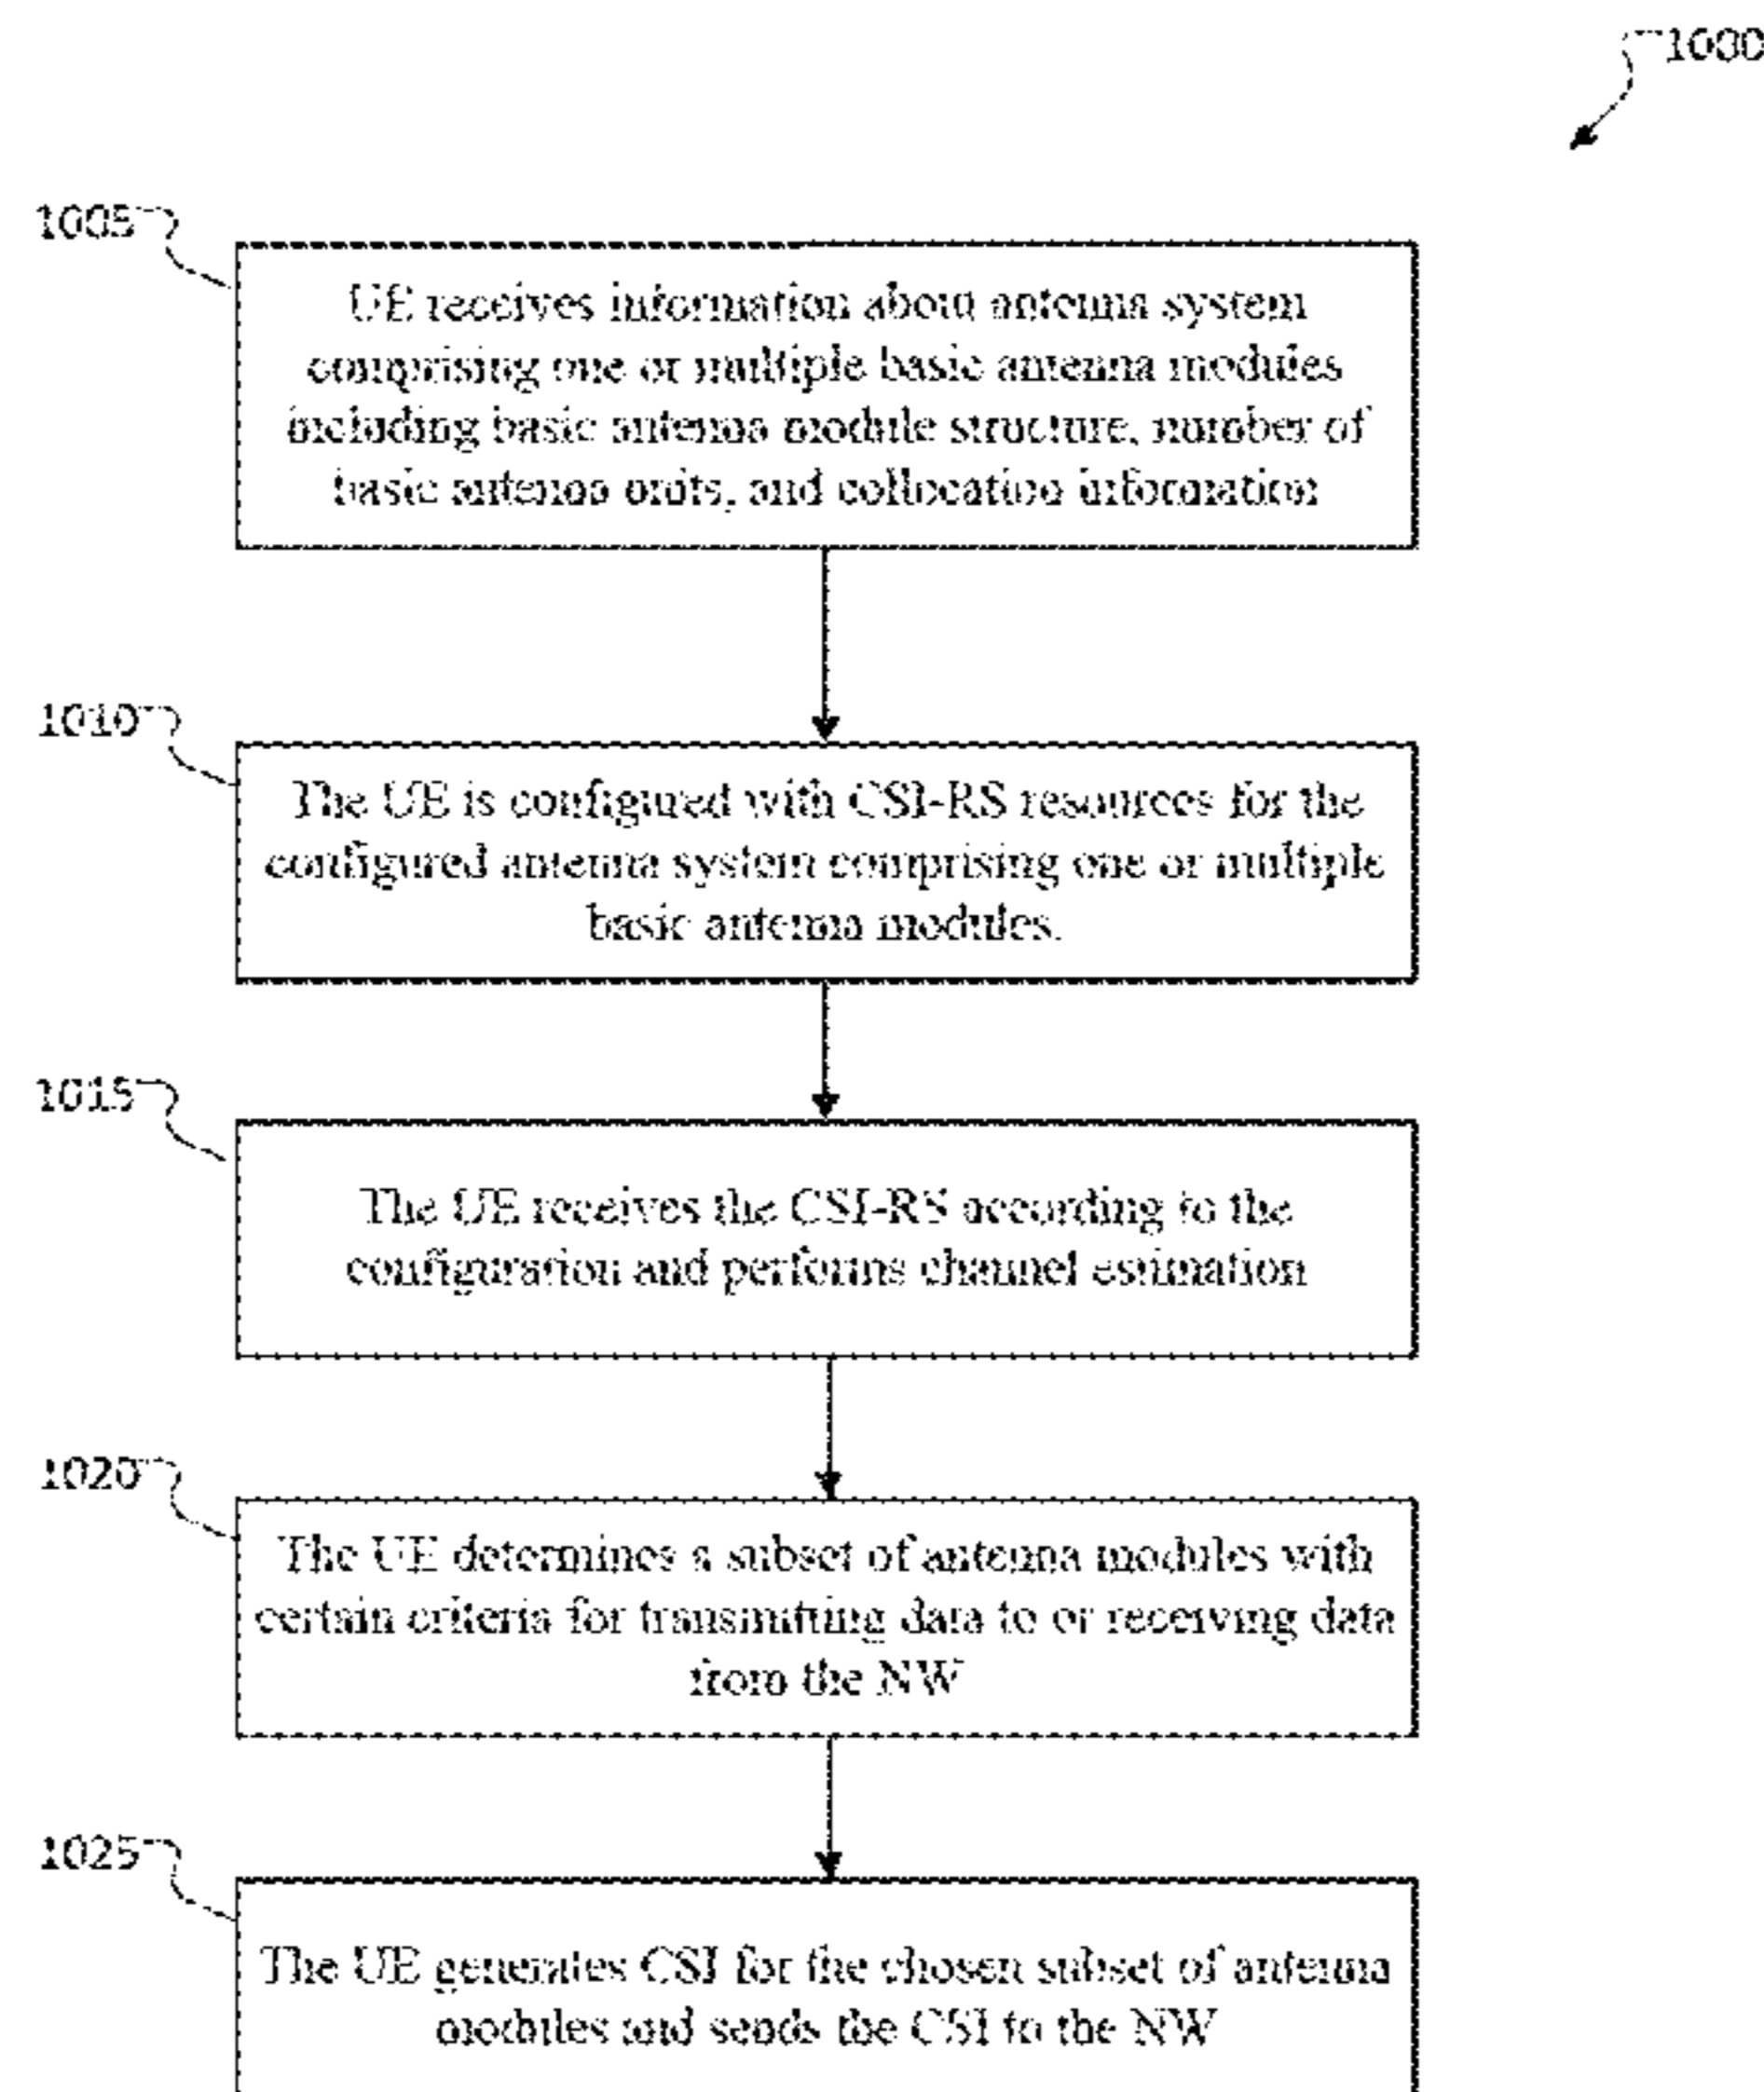 1000
1005
UE receives information about antenna system
comprising one or multiple basic antenna modules
including basic antenna module structure, number of
basic antenna units, and collocation information
1010
The UE is configured with CSI-RS resources for the
configured antenna system comprising one or multiple
basic antenna modules.
1015
The UE receives the CSI-RS according to the
configuration and performs channel estimation
1020
The UE determines a subset of antenna modules with
certain criteria for transmitting data to or receiving data
from the NW
1025
The UE generates CSI for the chosen subset of antenna
modules and sends the CSI to the NW